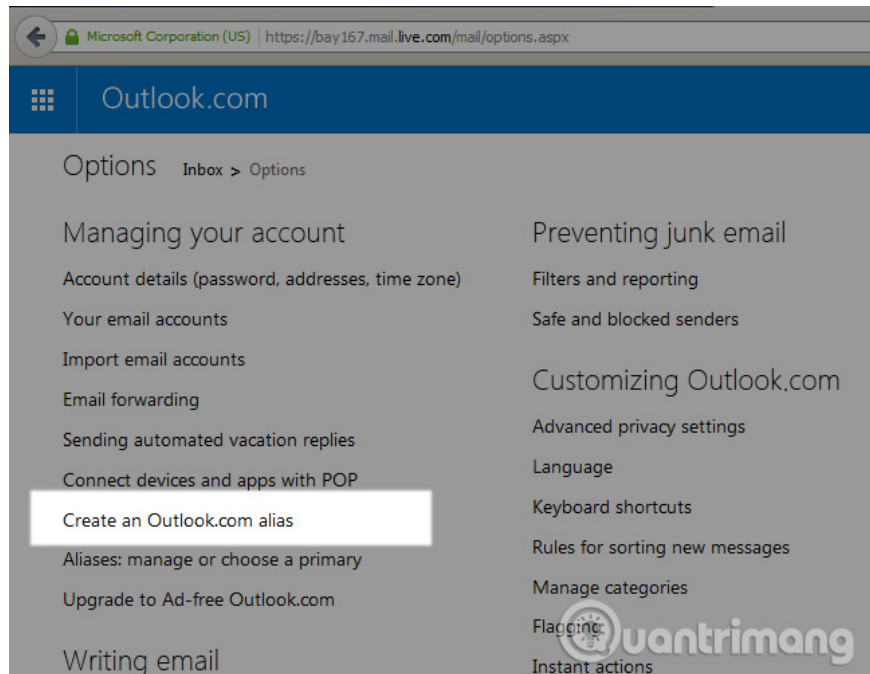 Microsoft Corporation (US) https://bay167.mail.live.com/mail/options.aspx
Outlook.com
Options Inbox > Options
Managing your account
Account details (password, addresses, time zone)
Your email accounts
Import email accounts
Email forwarding
Sending automated vacation replies
Connect devices and apps with POP
Create an Outlook.com alias
Aliases: manage or choose a primary
Upgrade to Ad-free Outlook.com
Writing email
Preventing junk email
Filters and reporting
Safe and blocked senders
Customizing Outlook.com
Advanced privacy settings
Language
Keyboard shortcuts
Rules for sorting new messages
Manage categories
Flagging
Instant actions
Quantrimang